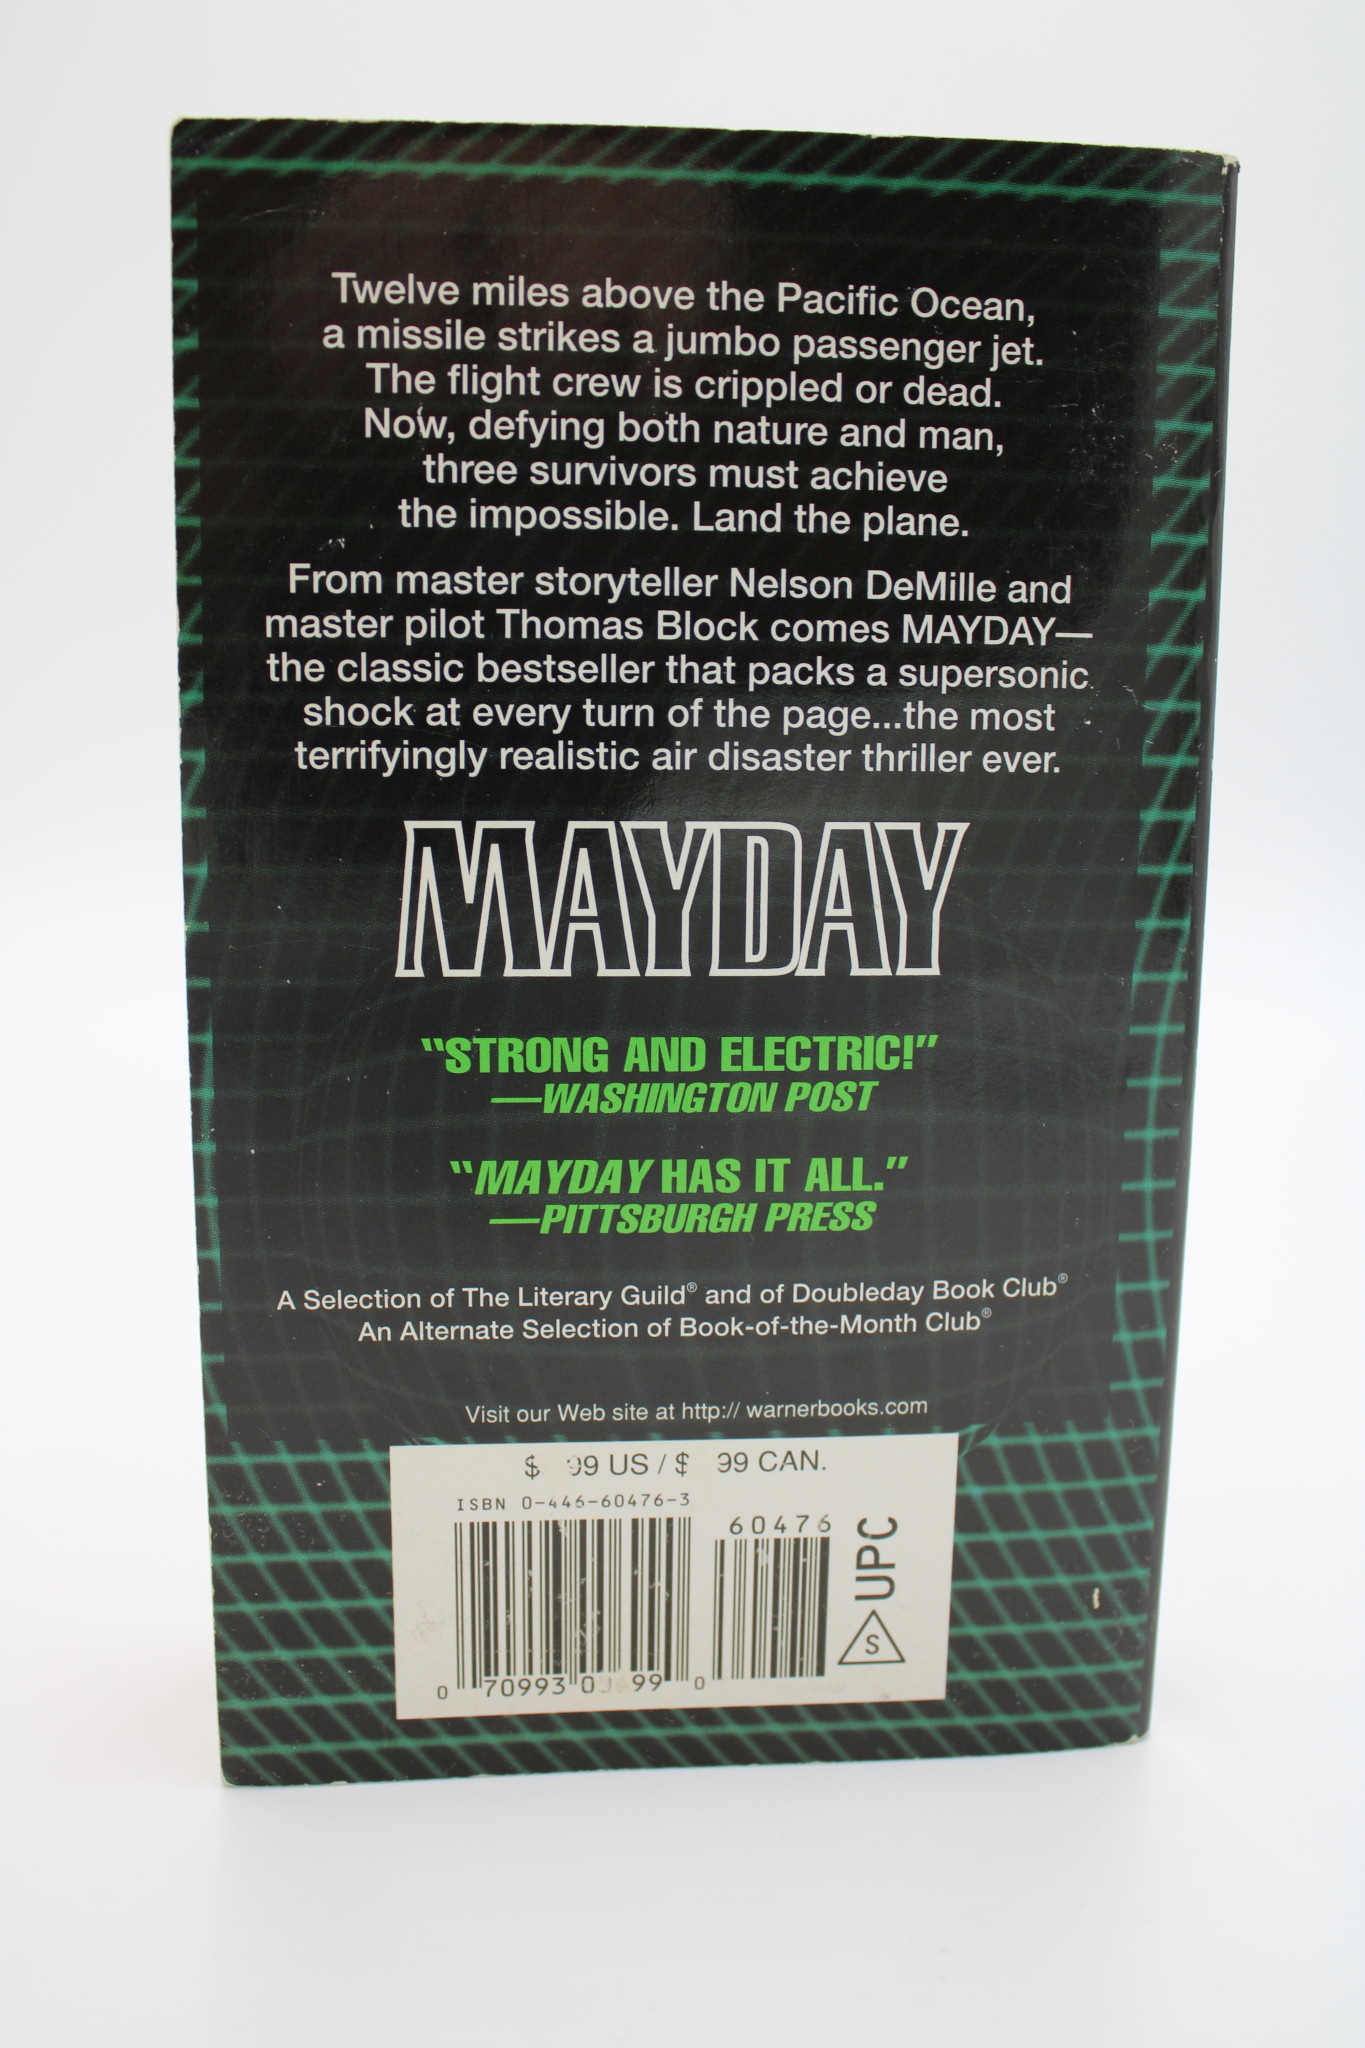 Twelve miles above the Pacific Ocean,
a missile strikes a jumbo passenger jet.
The flight crew is crippled or dead.
Now, defying both nature and man,
three survivors must achieve
the impossible. Land the plane.
From master storyteller Nelson DeMille and
master pilot Thomas Block comes MAYDAY—
the classic bestseller that packs a supersonic
shock at every turn of the page...the most
terrifyingly realistic air disaster thriller ever.
MAYDAY
"STRONG AND ELECTRIC!"
—WASHINGTON POST
"MAYDAY HAS IT ALL."
—PITTSBURGH PRESS
A Selection of The Literary Guild® and of Doubleday Book Club®
An Alternate Selection of Book-of-the-Month Club®
Visit our Web site at http:// warnerbooks.com
$ 99 US / $ 99 CAN.
ISBN 0-446-60476-3
60476
UPC
S
0 70993 0 99 0